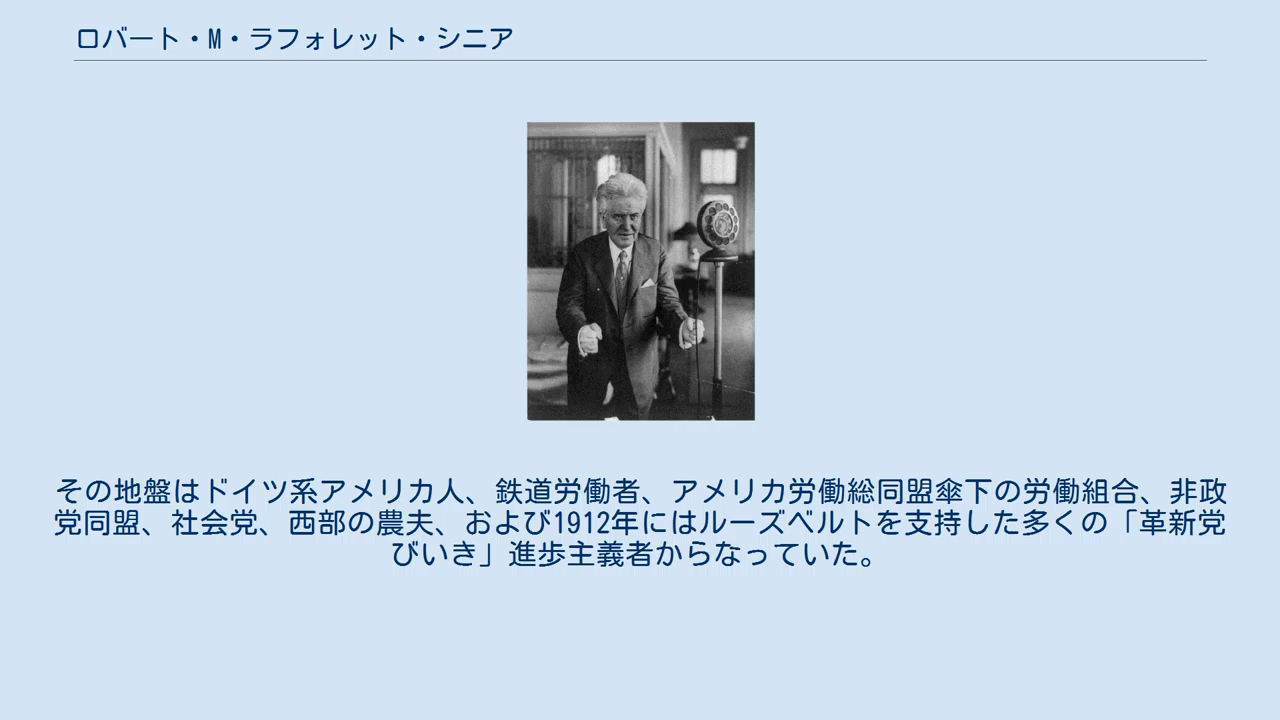 ロバート・M・ラフォレット・シニア
その地盤はドイツ系アメリカ人、鉄道労働者、アメリカ労働総同盟傘下の労働組合、非政
党同盟、社会党、西部の農夫、および1912年にはルーズベルトを支持した多くの「革新党
びいき」進歩主義者からなっていた。